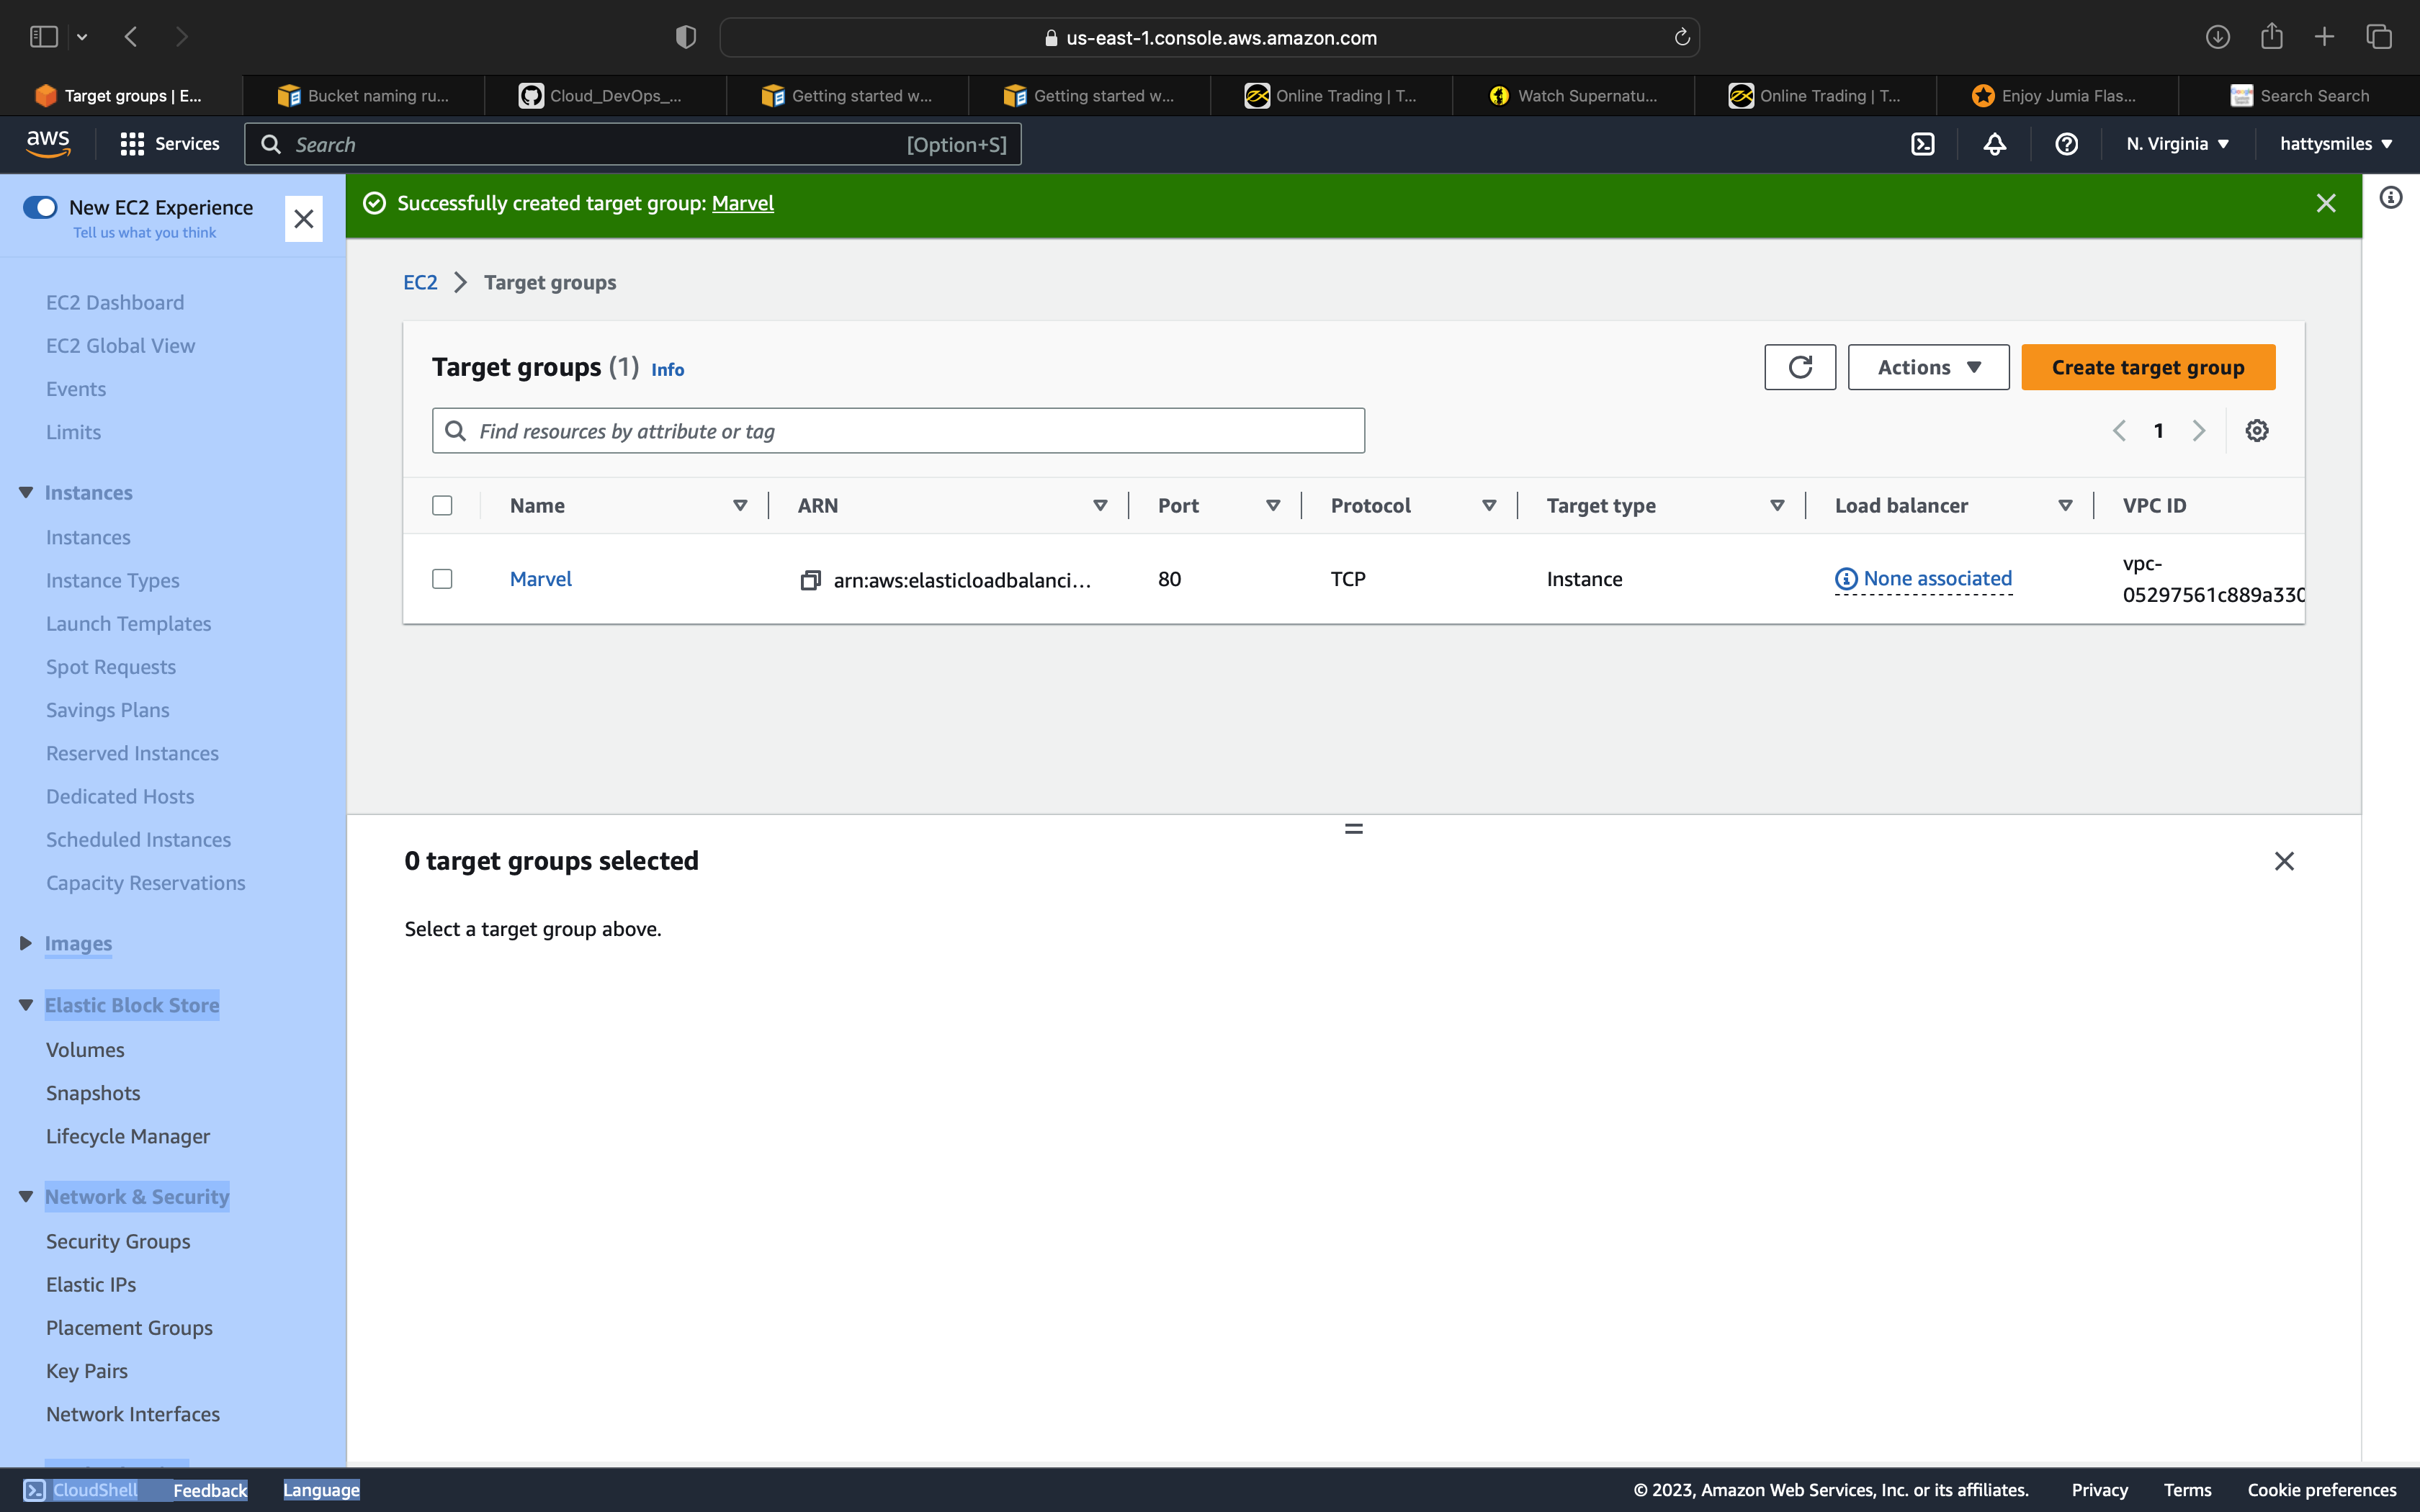 us-east-1.console.aws.amazon.com
Target groups | E...
Bucket naming ru...
Cloud_DevOps_...
Getting started w...
Getting started w...
Online Trading | T...
Watch Supernatu...
Online Trading | T...
Enjoy Jumia Flas...
Search Search
aws
Services
Search
[Option+S]
N. Virginia
hattysmiles
New EC2 Experience
Tell us what you think
EC2 Dashboard
EC2 Global View
Events
Limits
Instances
Instances
Instance Types
Launch Templates
Spot Requests
Savings Plans
Reserved Instances
Dedicated Hosts
Scheduled Instances
Capacity Reservations
Images
Elastic Block Store
Volumes
Snapshots
Lifecycle Manager
Network & Security
Security Groups
Elastic IPs
Placement Groups
Key Pairs
Network Interfaces
Successfully created target group: Marvel
EC2 > Target groups
Target groups (1) Info
Actions
Create target group
Find resources by attribute or tag
1
Name ARN Port Protocol Target type Load balancer VPC ID
Marvel arn:aws:elasticloadbalanci... 80 TCP Instance None associated vpc-
05297561c889a330
0 target groups selected
Select a target group above.
CloudShell Feedback Language
© 2023, Amazon Web Services, Inc. or its affiliates. Privacy Terms Cookie preferences